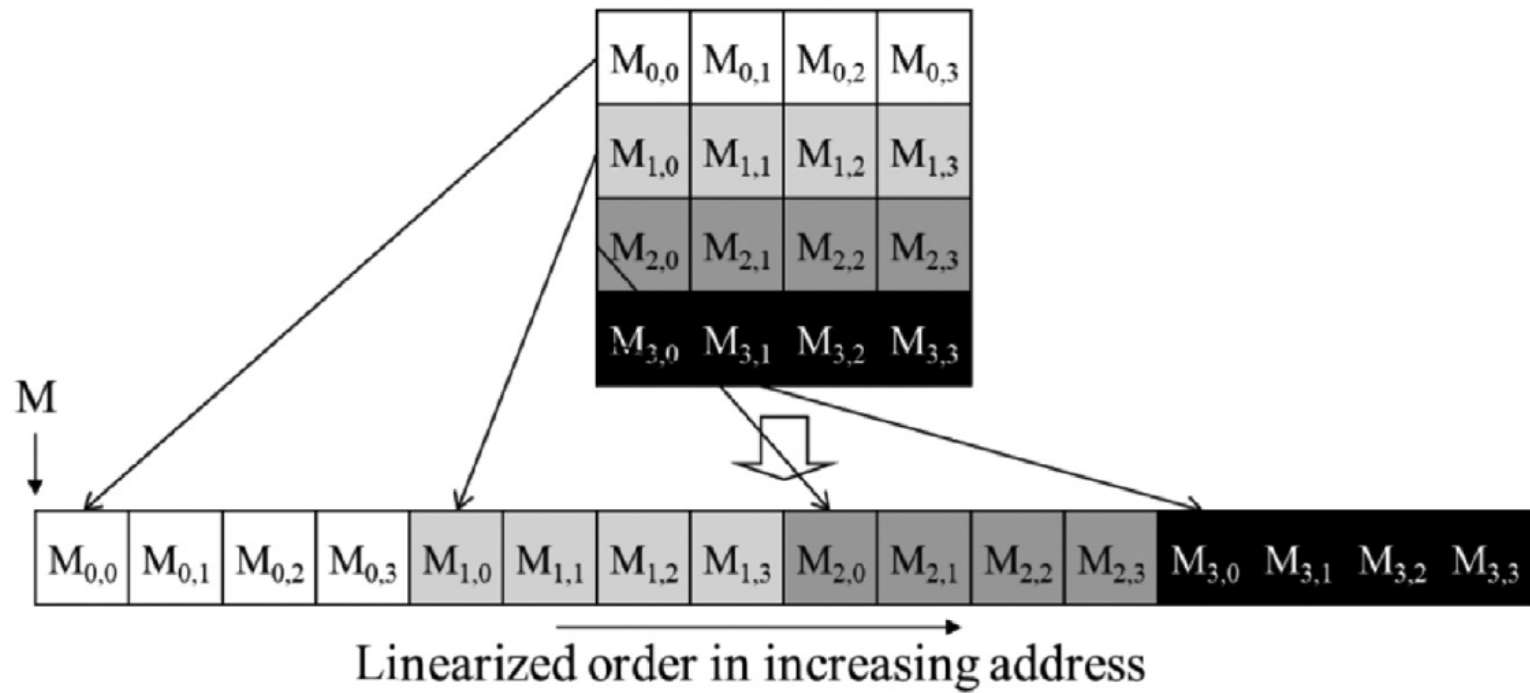 M0,0 M0,1 M0,2 M0,3
M1,0 M1,1 M1,2 M1,3
M2,0 M2,1 M2,2 M2,3
M3,0 M3,1 M3,2 M3,3
M
M0,0 M0,1 M0,2 M0,3 M1,0 M1,1 M1,2 M1,3 M2,0 M2,1 M2,2 M2,3 M3,0 M3,1 M3,2 M3,3
Linearized order in increasing address